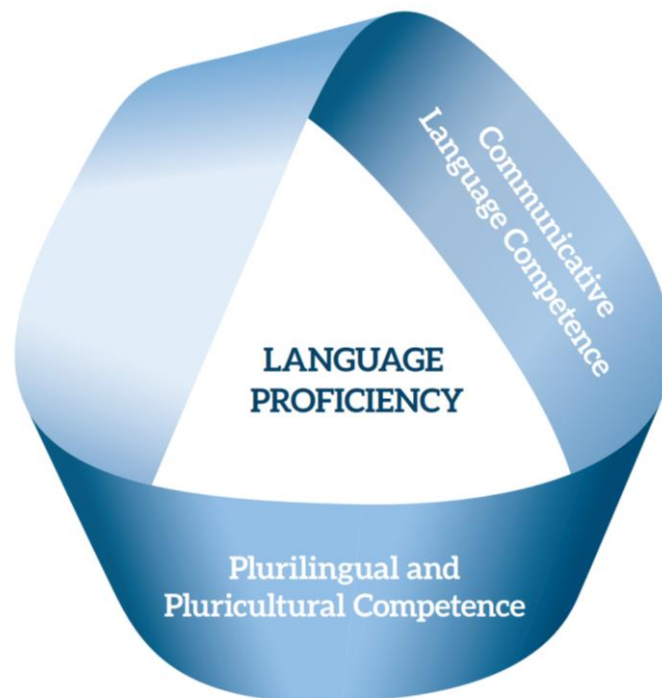 Communicative
Language Competence
LANGUAGE
PROFICIENCY
Plurilingual and
Pluricultural Competence